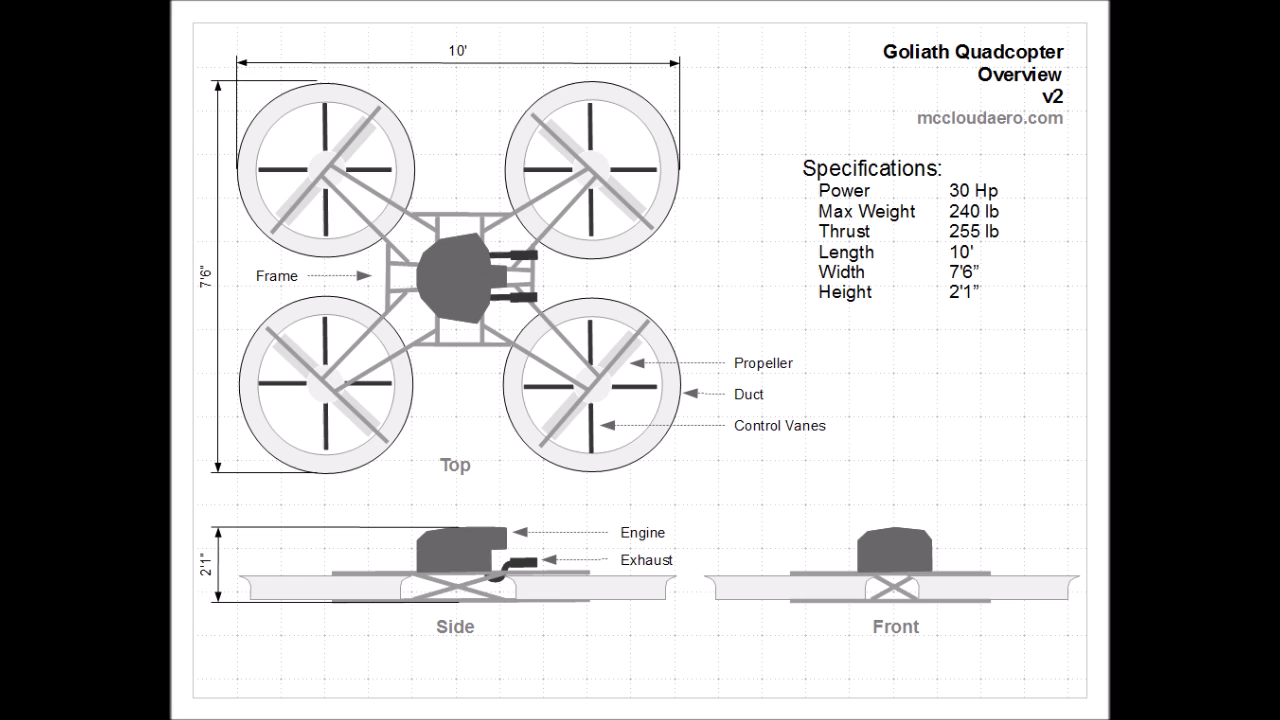 10'
Goliath Quadcopter
Overview
v2
mccloudaero.com
Specifications:
Power 30 Hp
Max Weight 240 lb
Thrust 255 lb
Length 10'
Width 7'6”
Height 2'1”
7'6"
Frame
Propeller
Duct
Control Vanes
Top
2'1"
Engine
Exhaust
Side
Front